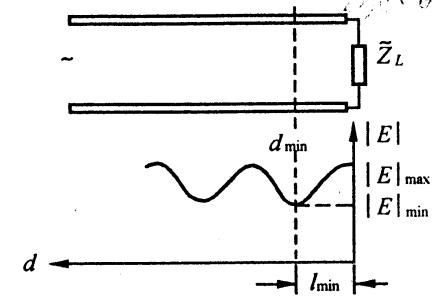 ~
Z̃_L
d_min
|E|
|E|_max
|E|_min
d
l_min